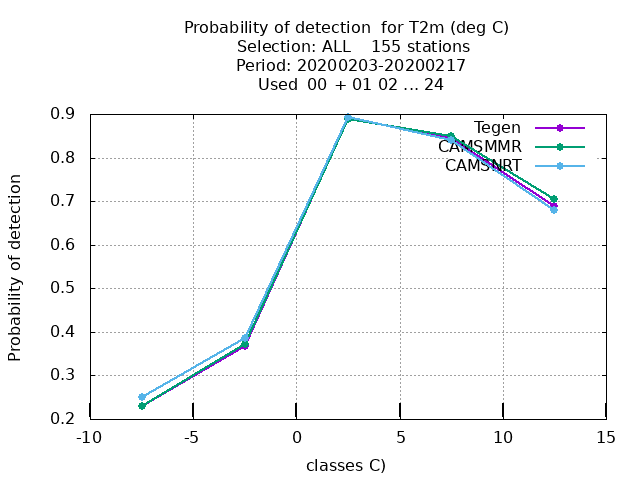 Probability of detection  for T2m (deg C)
Selection: ALL    155 stations
Period: 20200203-20200217
Used  00  + 01 02 ... 24
Probability of detection
0.9
0.8
0.7
0.6
0.5
0.4
0.3
0.2
Tegen
CAMSMMR
CAMSNRT
-10 -5 0 5 10 15
classes C)